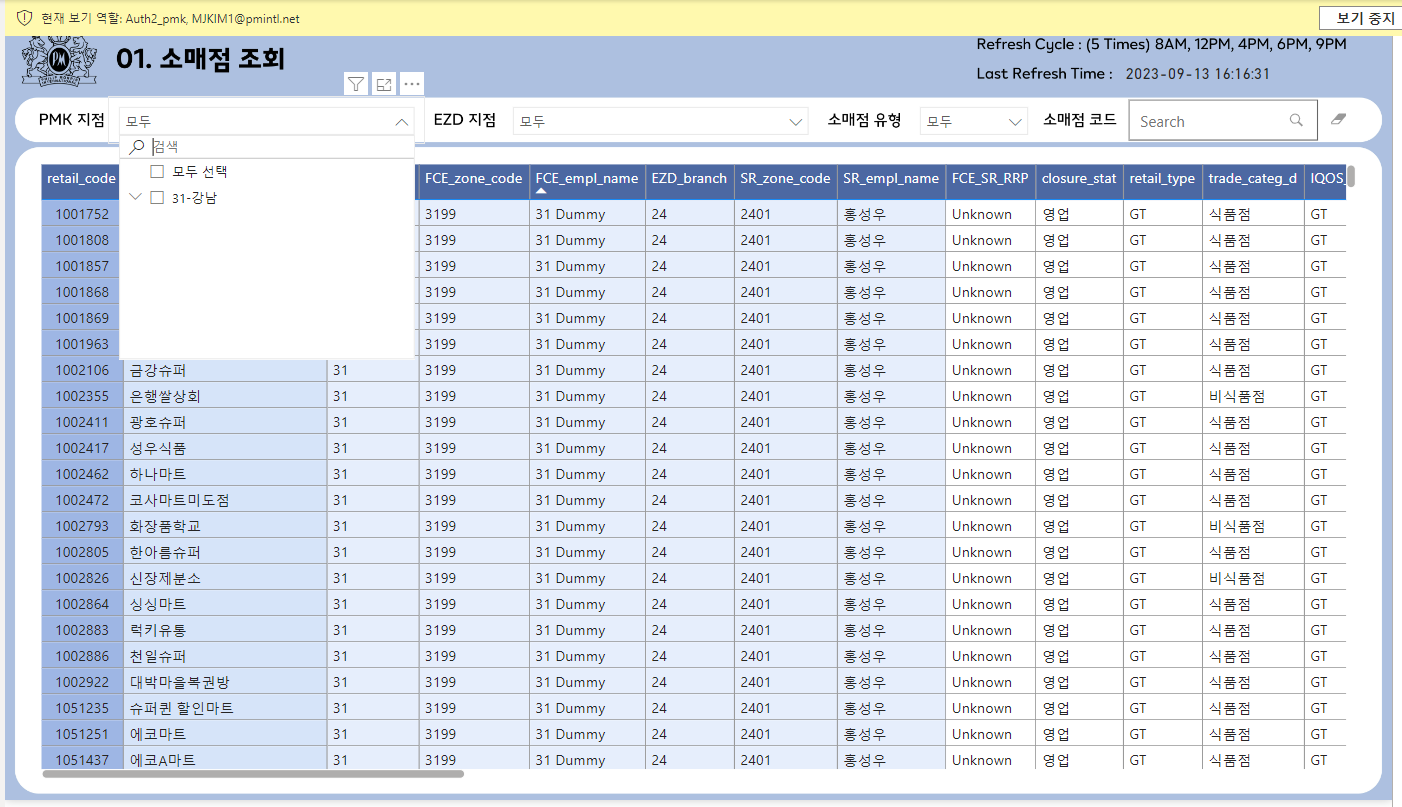 현재 보기 역할: Auth2_pmk, MJKIM1@pmintl.net
보기 중지
PM
01. 소매점 조회
Refresh Cycle : (5 Times) 8AM, 12PM, 4PM, 6PM, 9PM
Last Refresh Time : 2023-09-13 16:16:31
PMK 지점 모두 EZD 지점 모두 소매점 유형 모두 소매점 코드 Search
검색
모두 선택
31-강남
retail_code FCE_zone_code FCE_empl_name EZD_branch SR_zone_code SR_empl_name FCE_SR_RRP closure_stat retail_type trade_categ_d IQOS_
1001752 3199 31 Dummy 24 2401 홍성우 Unknown 영업 GT 식품점 GT
1001808 3199 31 Dummy 24 2401 홍성우 Unknown 영업 GT 식품점 GT
1001857 3199 31 Dummy 24 2401 홍성우 Unknown 영업 GT 식품점 GT
1001868 3199 31 Dummy 24 2401 홍성우 Unknown 영업 GT 식품점 GT
1001869 3199 31 Dummy 24 2401 홍성우 Unknown 영업 GT 식품점 GT
1001963 3199 31 Dummy 24 2401 홍성우 Unknown 영업 GT 식품점 GT
1002106 금강슈퍼 31 3199 31 Dummy 24 2401 홍성우 Unknown 영업 GT 식품점 GT
1002355 은행쌀상회 31 3199 31 Dummy 24 2401 홍성우 Unknown 영업 GT 비식품점 GT
1002411 광호슈퍼 31 3199 31 Dummy 24 2401 홍성우 Unknown 영업 GT 식품점 GT
1002417 성우식품 31 3199 31 Dummy 24 2401 홍성우 Unknown 영업 GT 식품점 GT
1002462 하나마트 31 3199 31 Dummy 24 2401 홍성우 Unknown 영업 GT 식품점 GT
1002472 코사마트미도점 31 3199 31 Dummy 24 2401 홍성우 Unknown 영업 GT 식품점 GT
1002793 화장품학교 31 3199 31 Dummy 24 2401 홍성우 Unknown 영업 GT 비식품점 GT
1002805 한아름슈퍼 31 3199 31 Dummy 24 2401 홍성우 Unknown 영업 GT 식품점 GT
1002826 신장제분소 31 3199 31 Dummy 24 2401 홍성우 Unknown 영업 GT 비식품점 GT
1002864 싱싱마트 31 3199 31 Dummy 24 2401 홍성우 Unknown 영업 GT 식품점 GT
1002883 럭키유통 31 3199 31 Dummy 24 2401 홍성우 Unknown 영업 GT 식품점 GT
1002886 천일슈퍼 31 3199 31 Dummy 24 2401 홍성우 Unknown 영업 GT 식품점 GT
1002922 대박마을복권방 31 3199 31 Dummy 24 2401 홍성우 Unknown 영업 GT 식품점 GT
1051235 슈퍼퀸 할인마트 31 3199 31 Dummy 24 2401 홍성우 Unknown 영업 GT 식품점 GT
1051251 에코마트 31 3199 31 Dummy 24 2401 홍성우 Unknown 영업 GT 식품점 GT
1051437 에코A마트 31 3199 31 Dummy 24 2401 홍성우 Unknown 영업 GT 식품점 GT